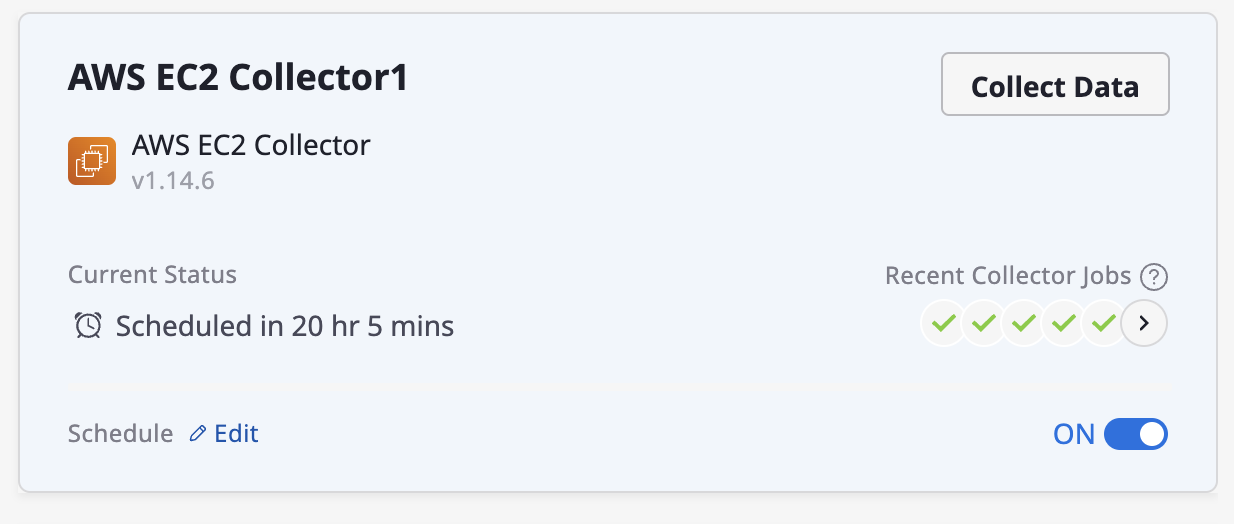 AWS EC2 Collector1
Collect Data
AWS EC2 Collector
v1.14.6
Current Status
Recent Collector Jobs ?
Scheduled in 20 hr 5 mins
Schedule Edit
ON